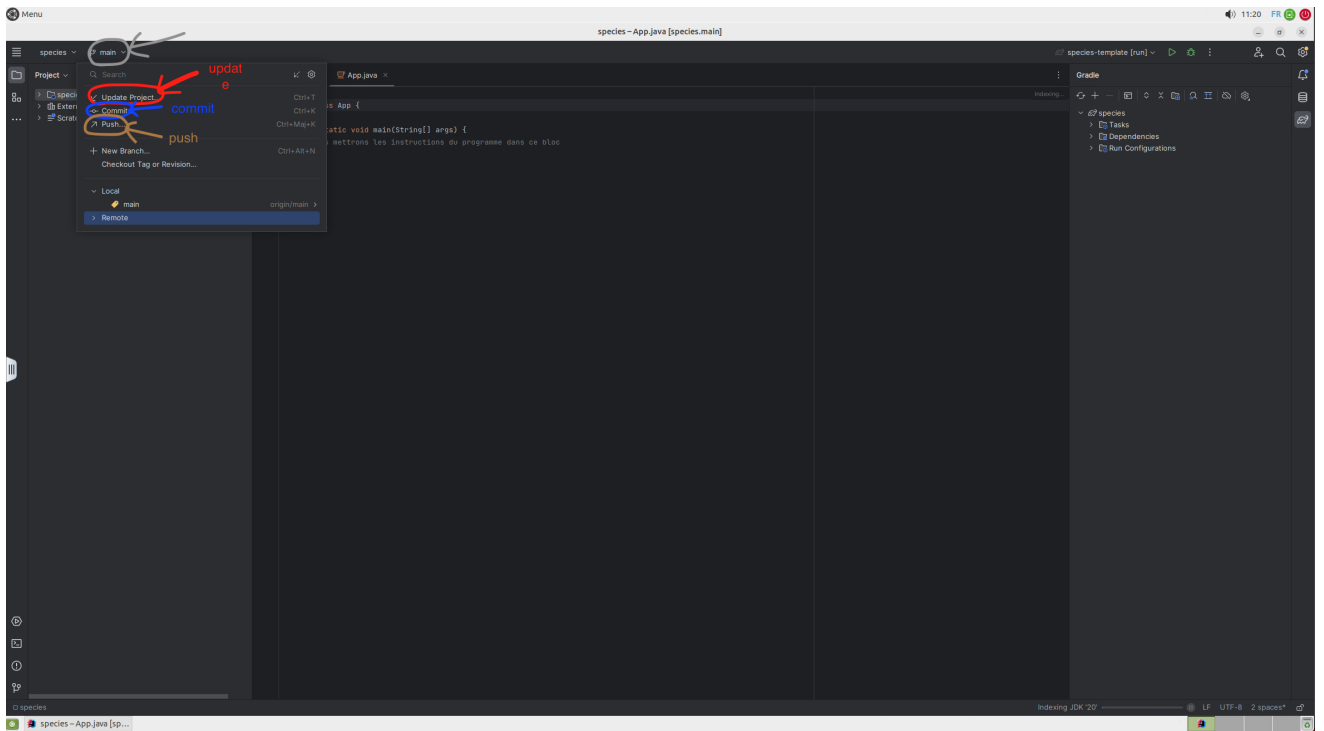 Menu
11:20 FR
species – App.java [species.main]
species
main
species-template [run]
Project
Search
App.java
Gradle
update
specie
Update Project...
Ctrl+T
Indexing...
Exter
Commit
Ctrl+K
commit
s App {
species
Scrat
Push...
Ctrl+Maj+K
Tasks
tatic void main(String[] args) {
push
Dependencies
mettrons les instructions du programme dans ce bloc
New Branch...
Ctrl+Alt+N
Run Configurations
Checkout Tag or Revision...
Local
main
origin/main
Remote
species
Indexing JDK '20'
LF UTF-8 2 spaces*
species – App.java [sp...